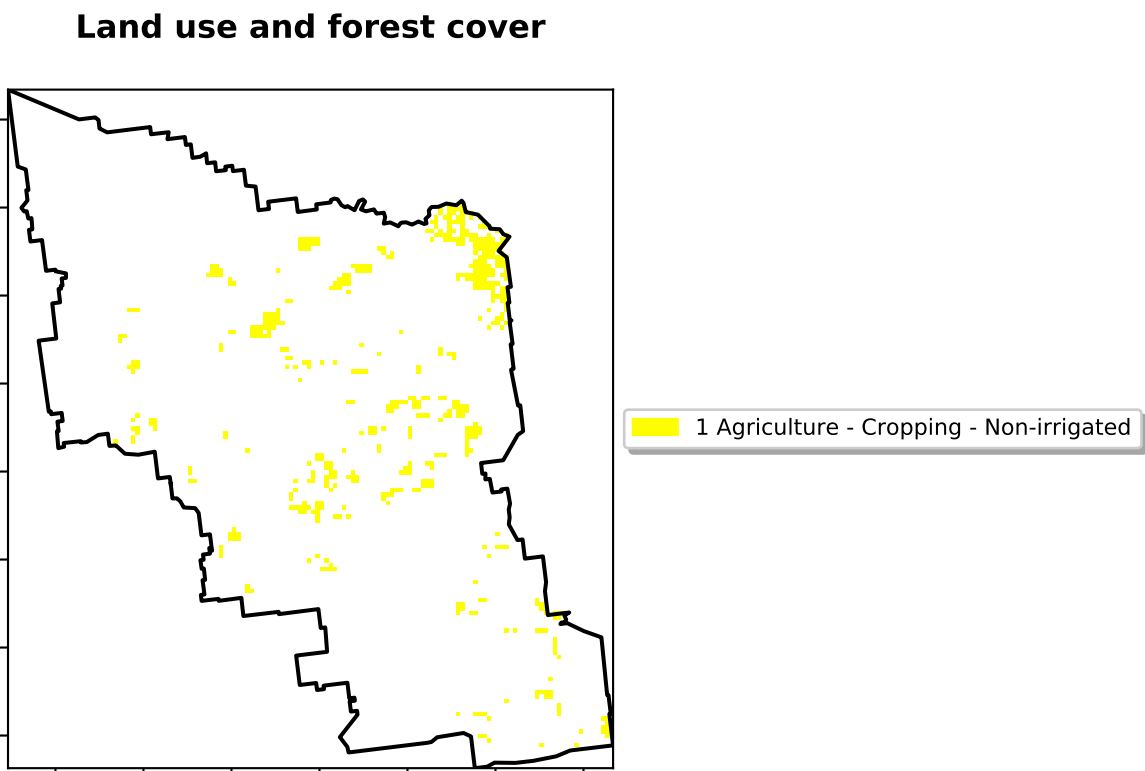 Land use and forest cover
1 Agriculture - Cropping - Non-irrigated